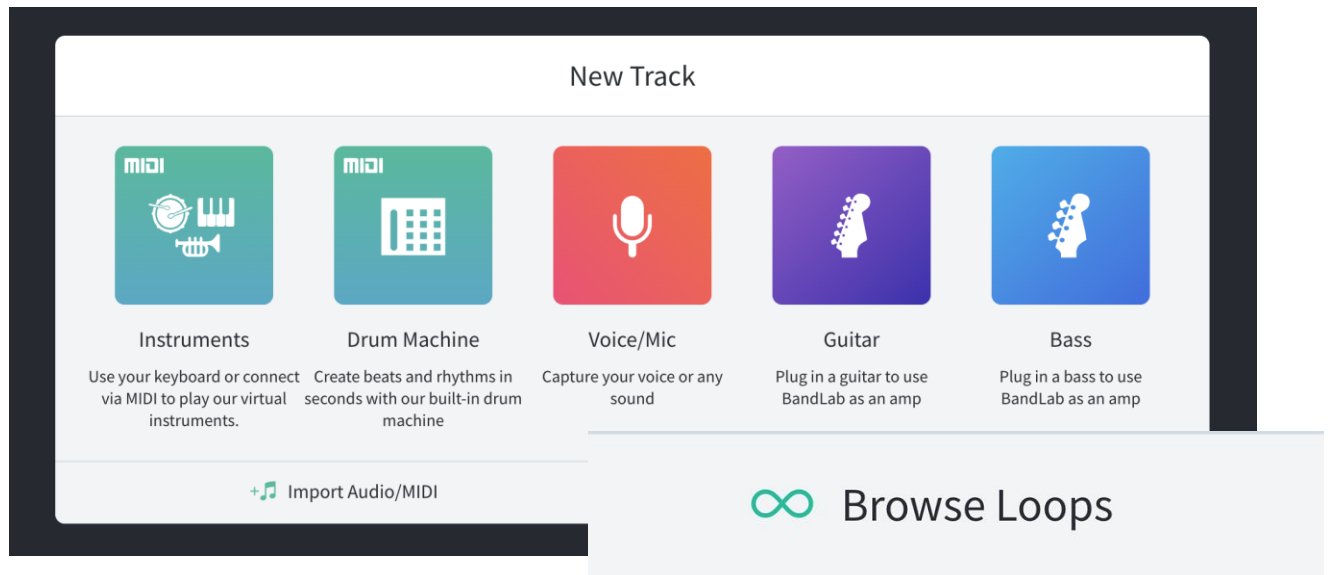 New Track
MIDI
MIDI
Instruments
Use your keyboard or connect
via MIDI to play our virtual
instruments.
Drum Machine
Create beats and rhythms in
seconds with our built-in drum
machine
Voice/Mic
Capture your voice or any
sound
Guitar
Plug in a guitar to use
BandLab as an amp
Bass
Plug in a bass to use
BandLab as an amp
Import Audio/MIDI
Browse Loops